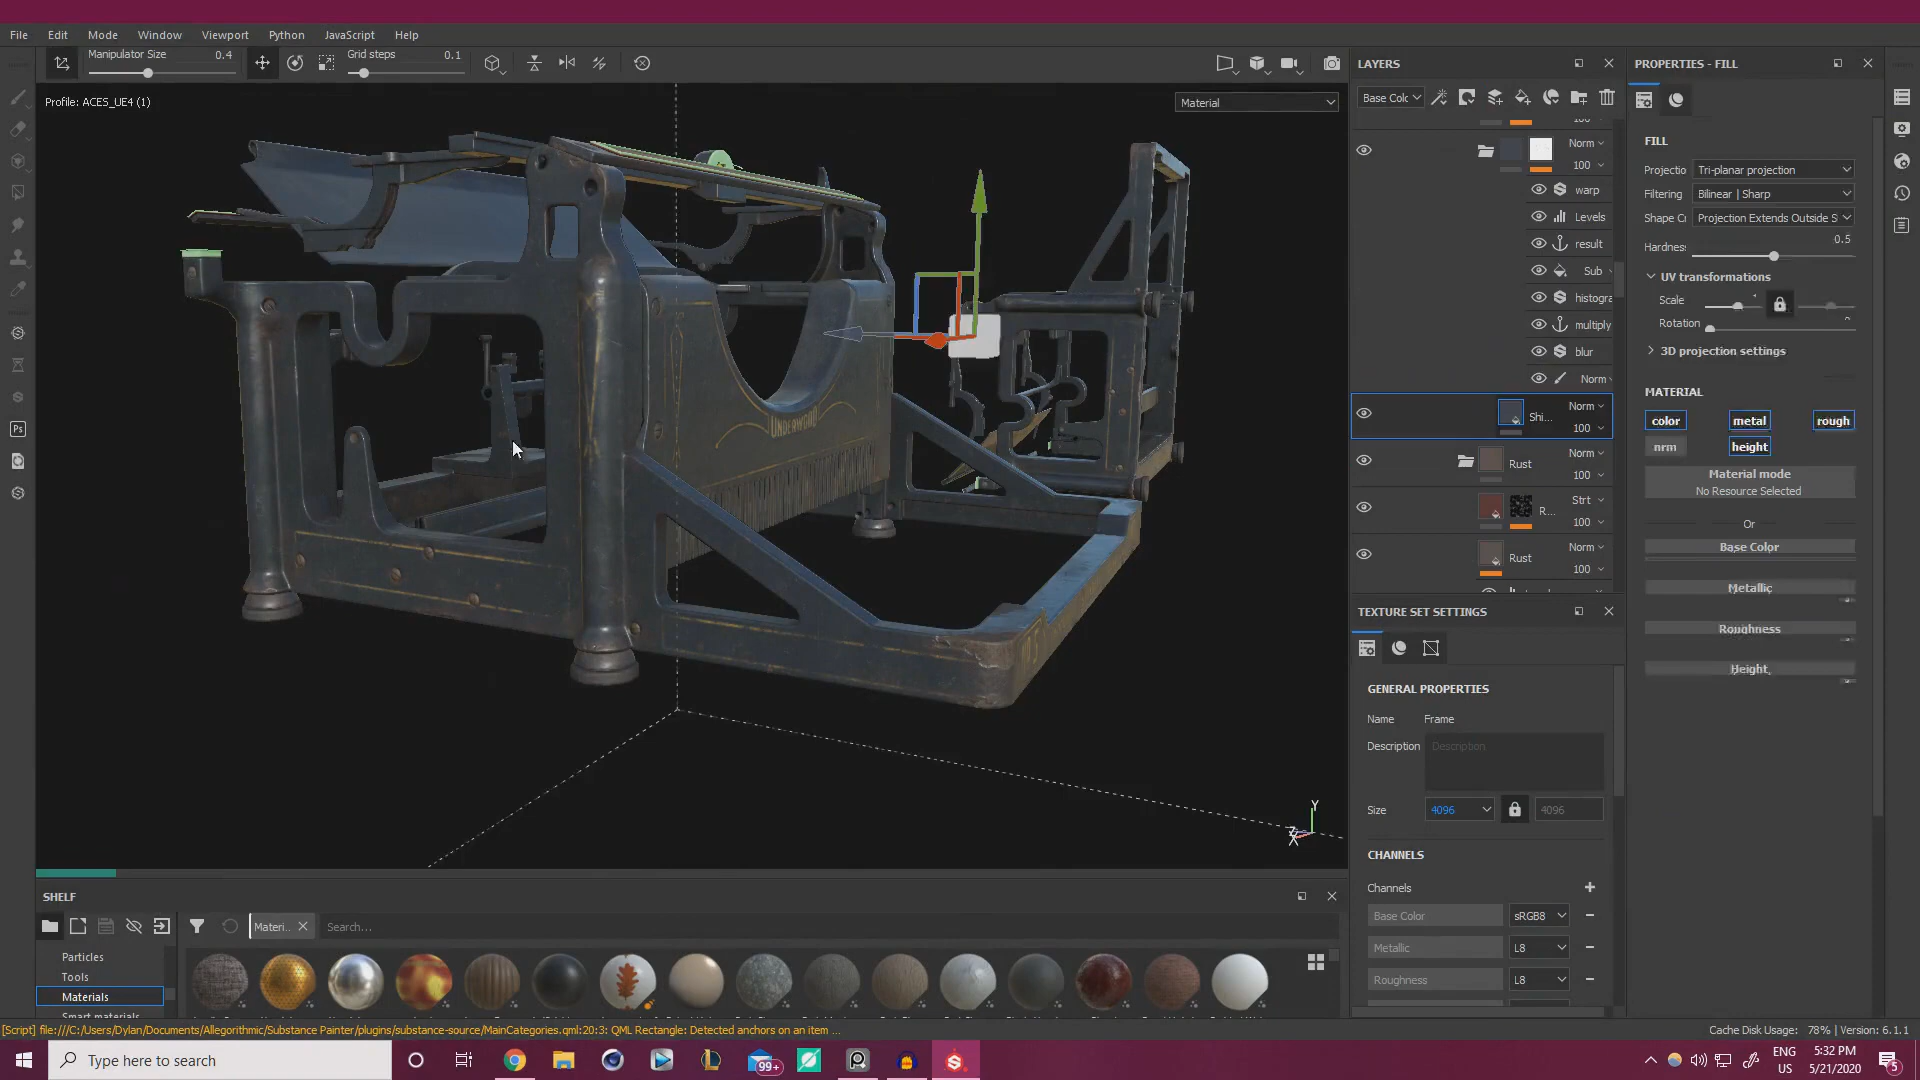 File Edit Mode Window Viewport Python JavaScript Help
Manipulator Size 0.4 Grid steps 0.1
Profile: ACES_UE4 (1)
Material
UNDERWOOD
LAYERS
Base Colc
100
Norm
100
warp
Levels
result
Sub
histogra
multiply
blur
Norm
Shi... Norm
100
Rust Norm
100
R... Strt
100
Rust Norm
100
TEXTURE SET SETTINGS
GENERAL PROPERTIES
Name Frame
Description Description
Size 4096 4096
CHANNELS
Channels +
Base Color sRGB8
Metallic L8
Roughness L8
PROPERTIES - FILL
FILL
Projectio Tri-planar projection
Filtering Bilinear | Sharp
Shape Cr Projection Extends Outside S
Hardness 0.5
UV transformations
Scale
Rotation
3D projection settings
MATERIAL
color metal rough
nrm height
Material mode
No Resource Selected
Or
Base Color
Metallic
Roughness
Height
Y
Z
X
SHELF
Materi.. Search...
Particles
Tools
Materials
Smart materials
[Script] file:///C:/Users/Dylan/Documents/Allegorithmic/Substance Painter/plugins/substance-source/MainCategories.qml:20:3: QML Rectangle: Detected anchors on an item ...
Cache Disk Usage: 78% | Version: 6.1.1
Type here to search
Ps
99+
ENG
US
5:32 PM
5/21/2020
5